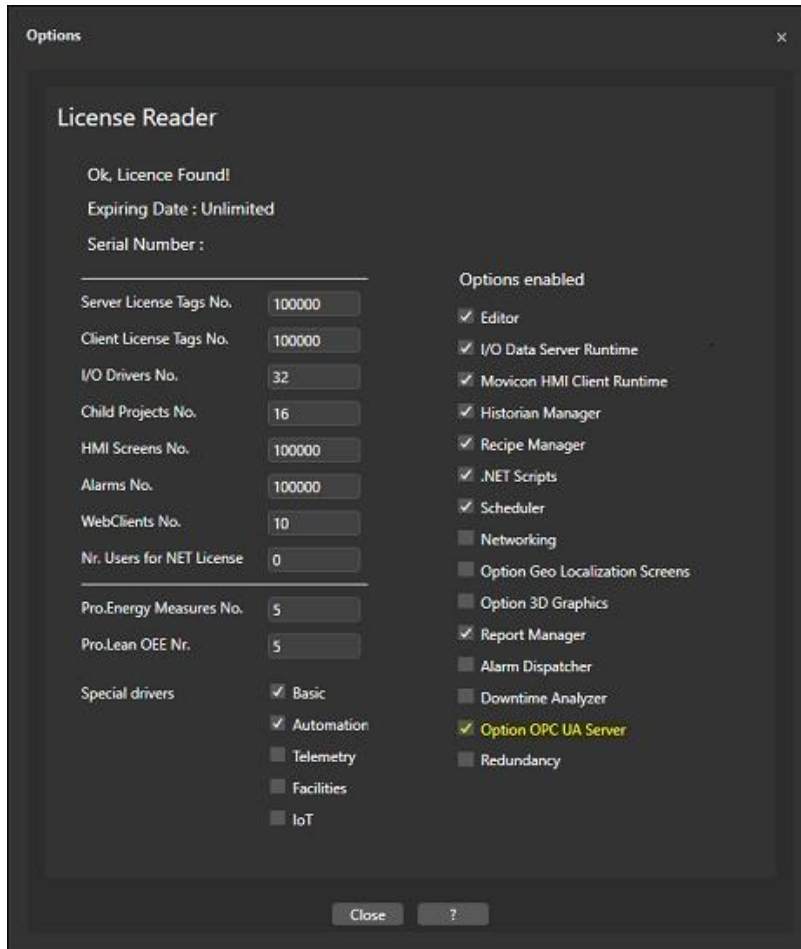 Options
License Reader
Ok, Licence Found!
Expiring Date : Unlimited
Serial Number :
Server License Tags No. 100000
Client License Tags No. 100000
I/O Drivers No. 32
Child Projects No. 16
HMI Screens No. 100000
Alarms No. 100000
WebClients No. 10
Nr. Users for NET License 0
Pro.Energy Measures No. 5
Pro.Lean OEE Nr. 5
Special drivers
Basic
Automation
Telemetry
Facilities
IoT
Options enabled
Editor
I/O Data Server Runtime
Movicon HMI Client Runtime
Historian Manager
Recipe Manager
.NET Scripts
Scheduler
Networking
Option Geo Localization Screens
Option 3D Graphics
Report Manager
Alarm Dispatcher
Downtime Analyzer
Option OPC UA Server
Redundancy
Close ?